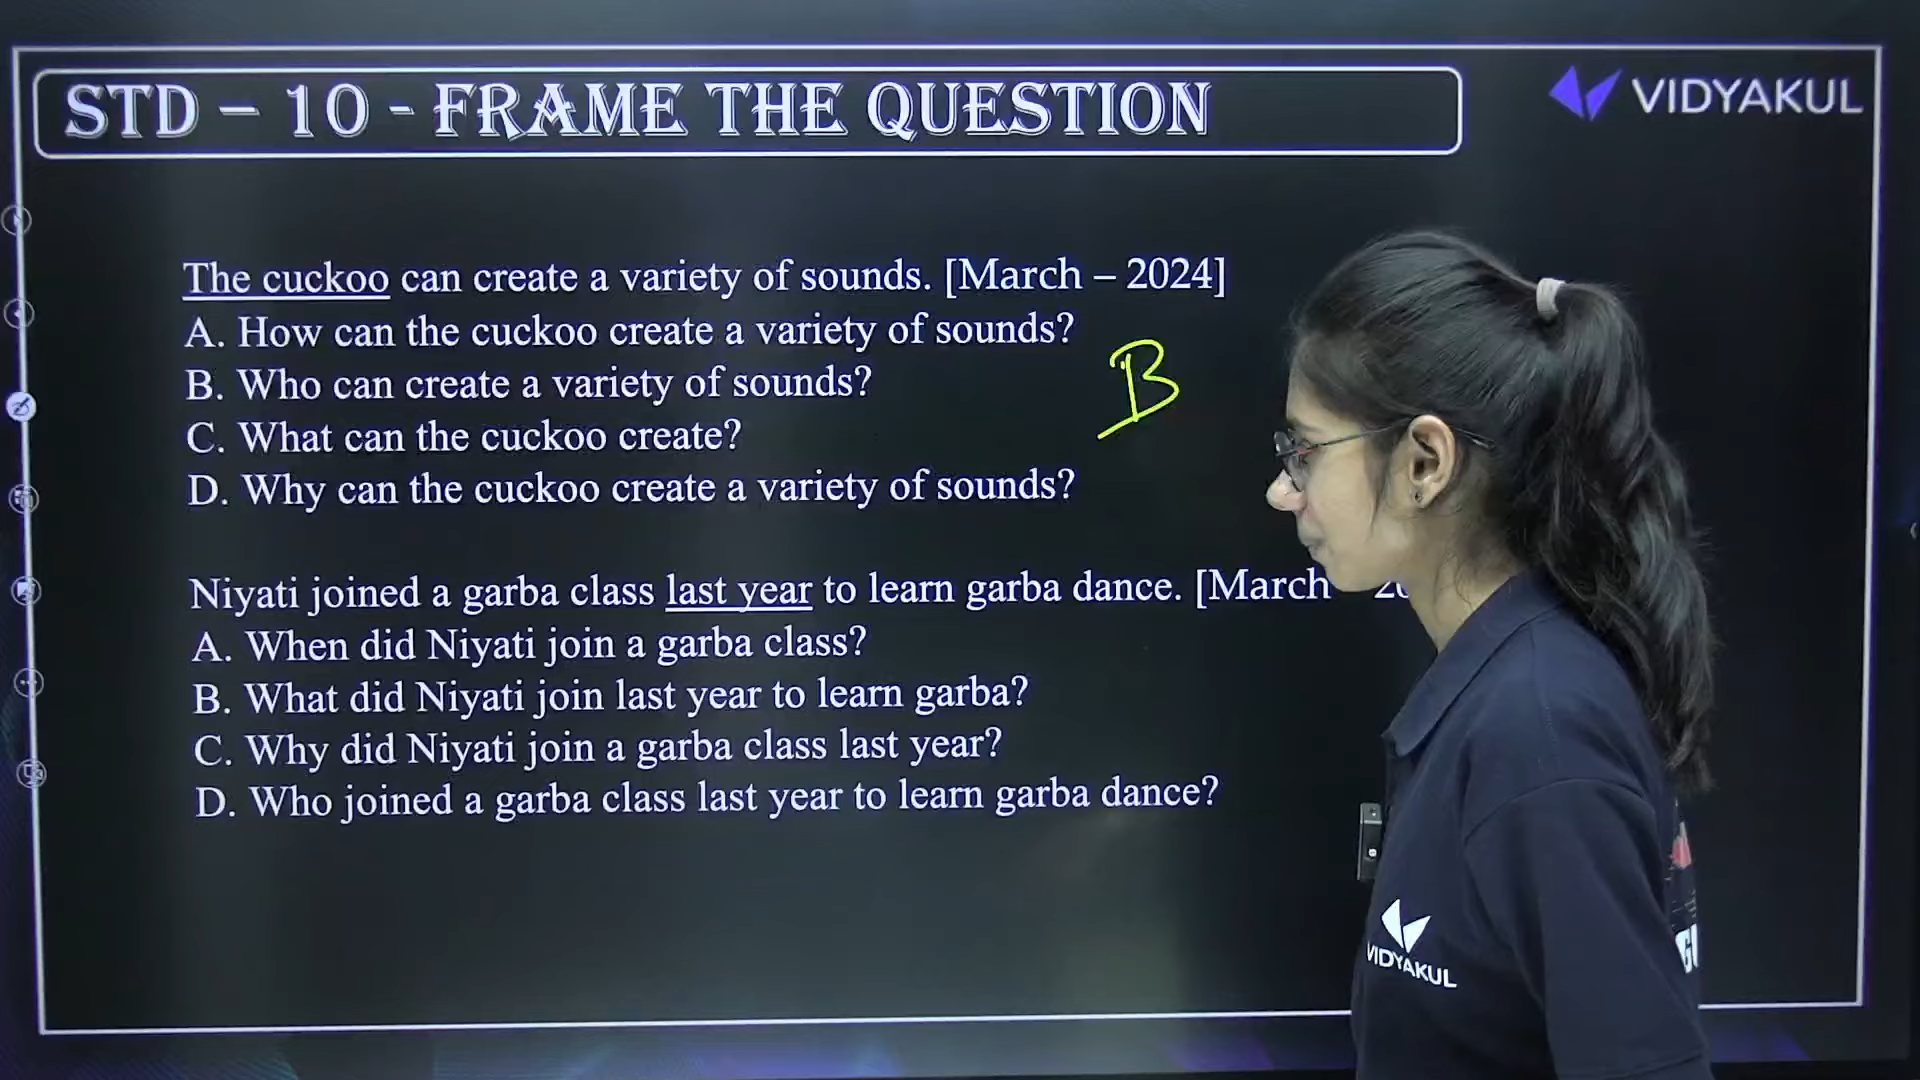 STD – 10 - FRAME THE QUESTION
VIDYAKUL
The cuckoo can create a variety of sounds. [March – 2024]
A. How can the cuckoo create a variety of sounds?
B. Who can create a variety of sounds?
B
C. What can the cuckoo create?
D. Why can the cuckoo create a variety of sounds?
Niyati joined a garba class last year to learn garba dance. [March
A. When did Niyati join a garba class?
B. What did Niyati join last year to learn garba?
C. Why did Niyati join a garba class last year?
D. Who joined a garba class last year to learn garba dance?
VIDYAKUL